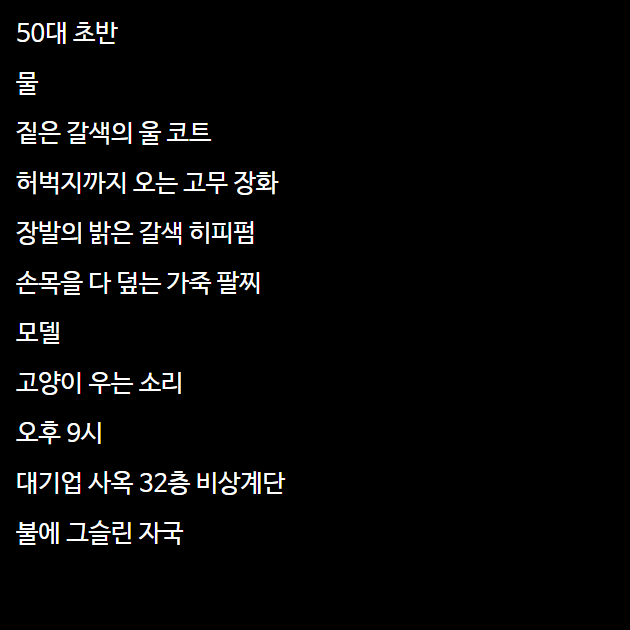 50대 초반
물
짙은 갈색의 울 코트
허벅지까지 오는 고무 장화
장발의 밝은 갈색 히피펌
손목을 다 덮는 가죽 팔찌
모델
고양이 우는 소리
오후 9시
대기업 사옥 32층 비상계단
불에 그슬린 자국